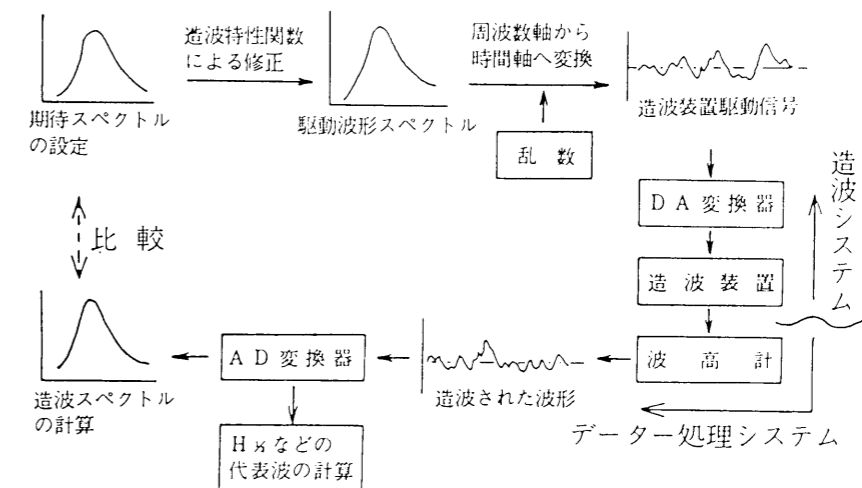 期待スペクトル
の設定
造波特性関数
による修正
駆動波形スペクトル
周波数軸から
時間軸へ変換
乱数
造波装置駆動信号
DA変換器
造波装置
波高計
造波システム
データー処理システム
造波された波形
AD変換器
H⅓などの
代表波の計算
造波スペクトル
の計算
比較